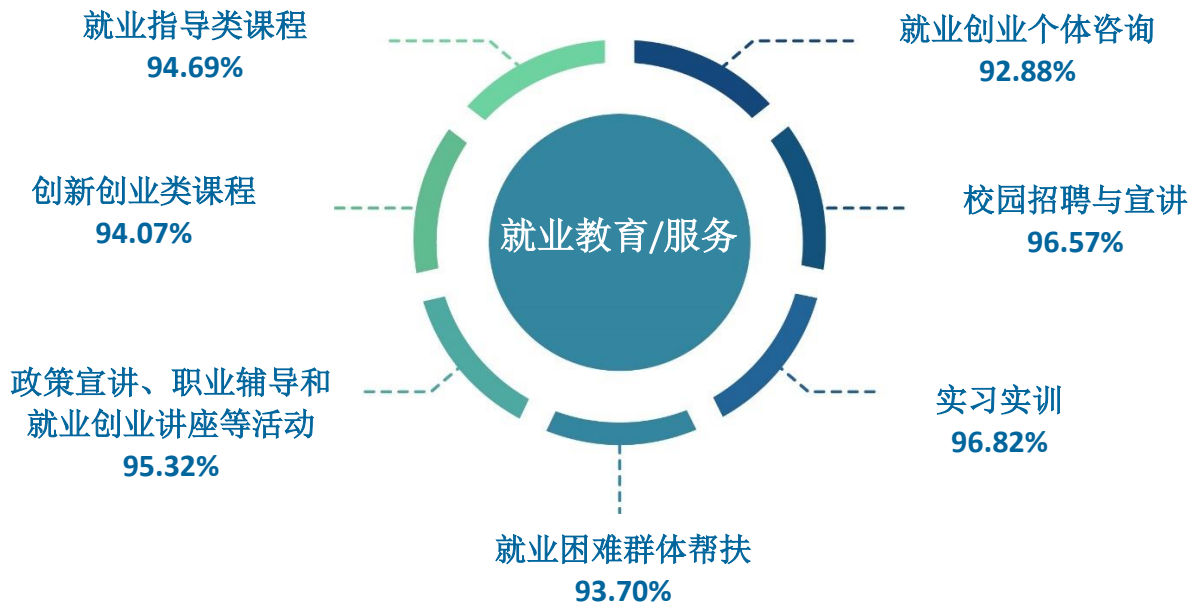 就业指导类课程
94.69%
就业创业个体咨询
92.88%
创新创业类课程
94.07%
校园招聘与宣讲
96.57%
就业教育/服务
政策宣讲、职业辅导和
就业创业讲座等活动
95.32%
实习实训
96.82%
就业困难群体帮扶
93.70%